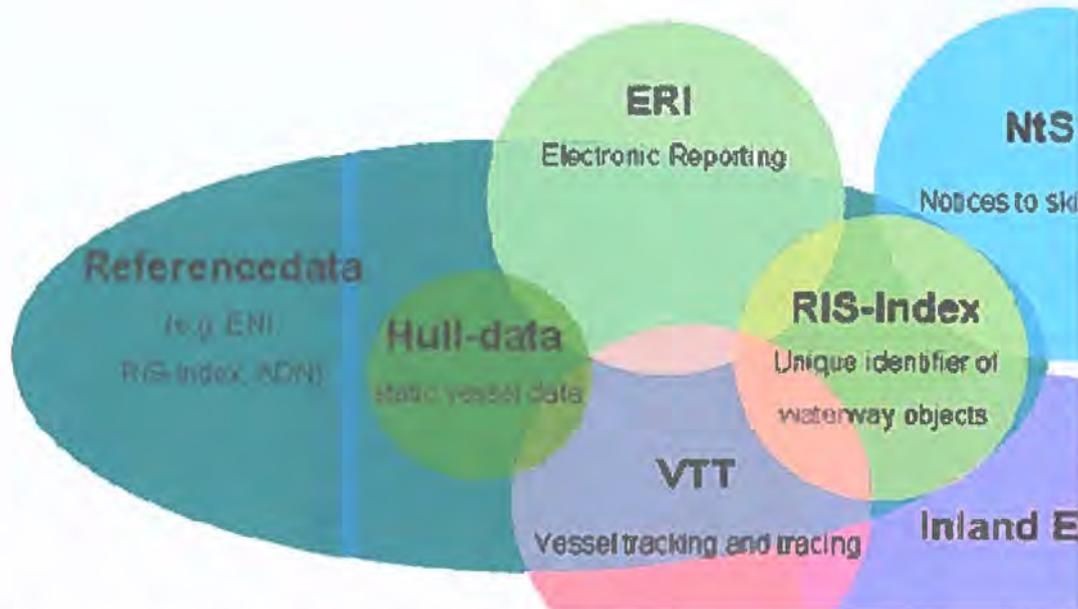 ERI
Electronic Reporting
NtS
Notices to ski
Referencedata
(e.g. ENI,
RIS-Index, ADN)
Hull-data
static vessel data
RIS-Index
Unique identifier of
waterway objects
VTT
Vessel tracking and tracing
Inland E